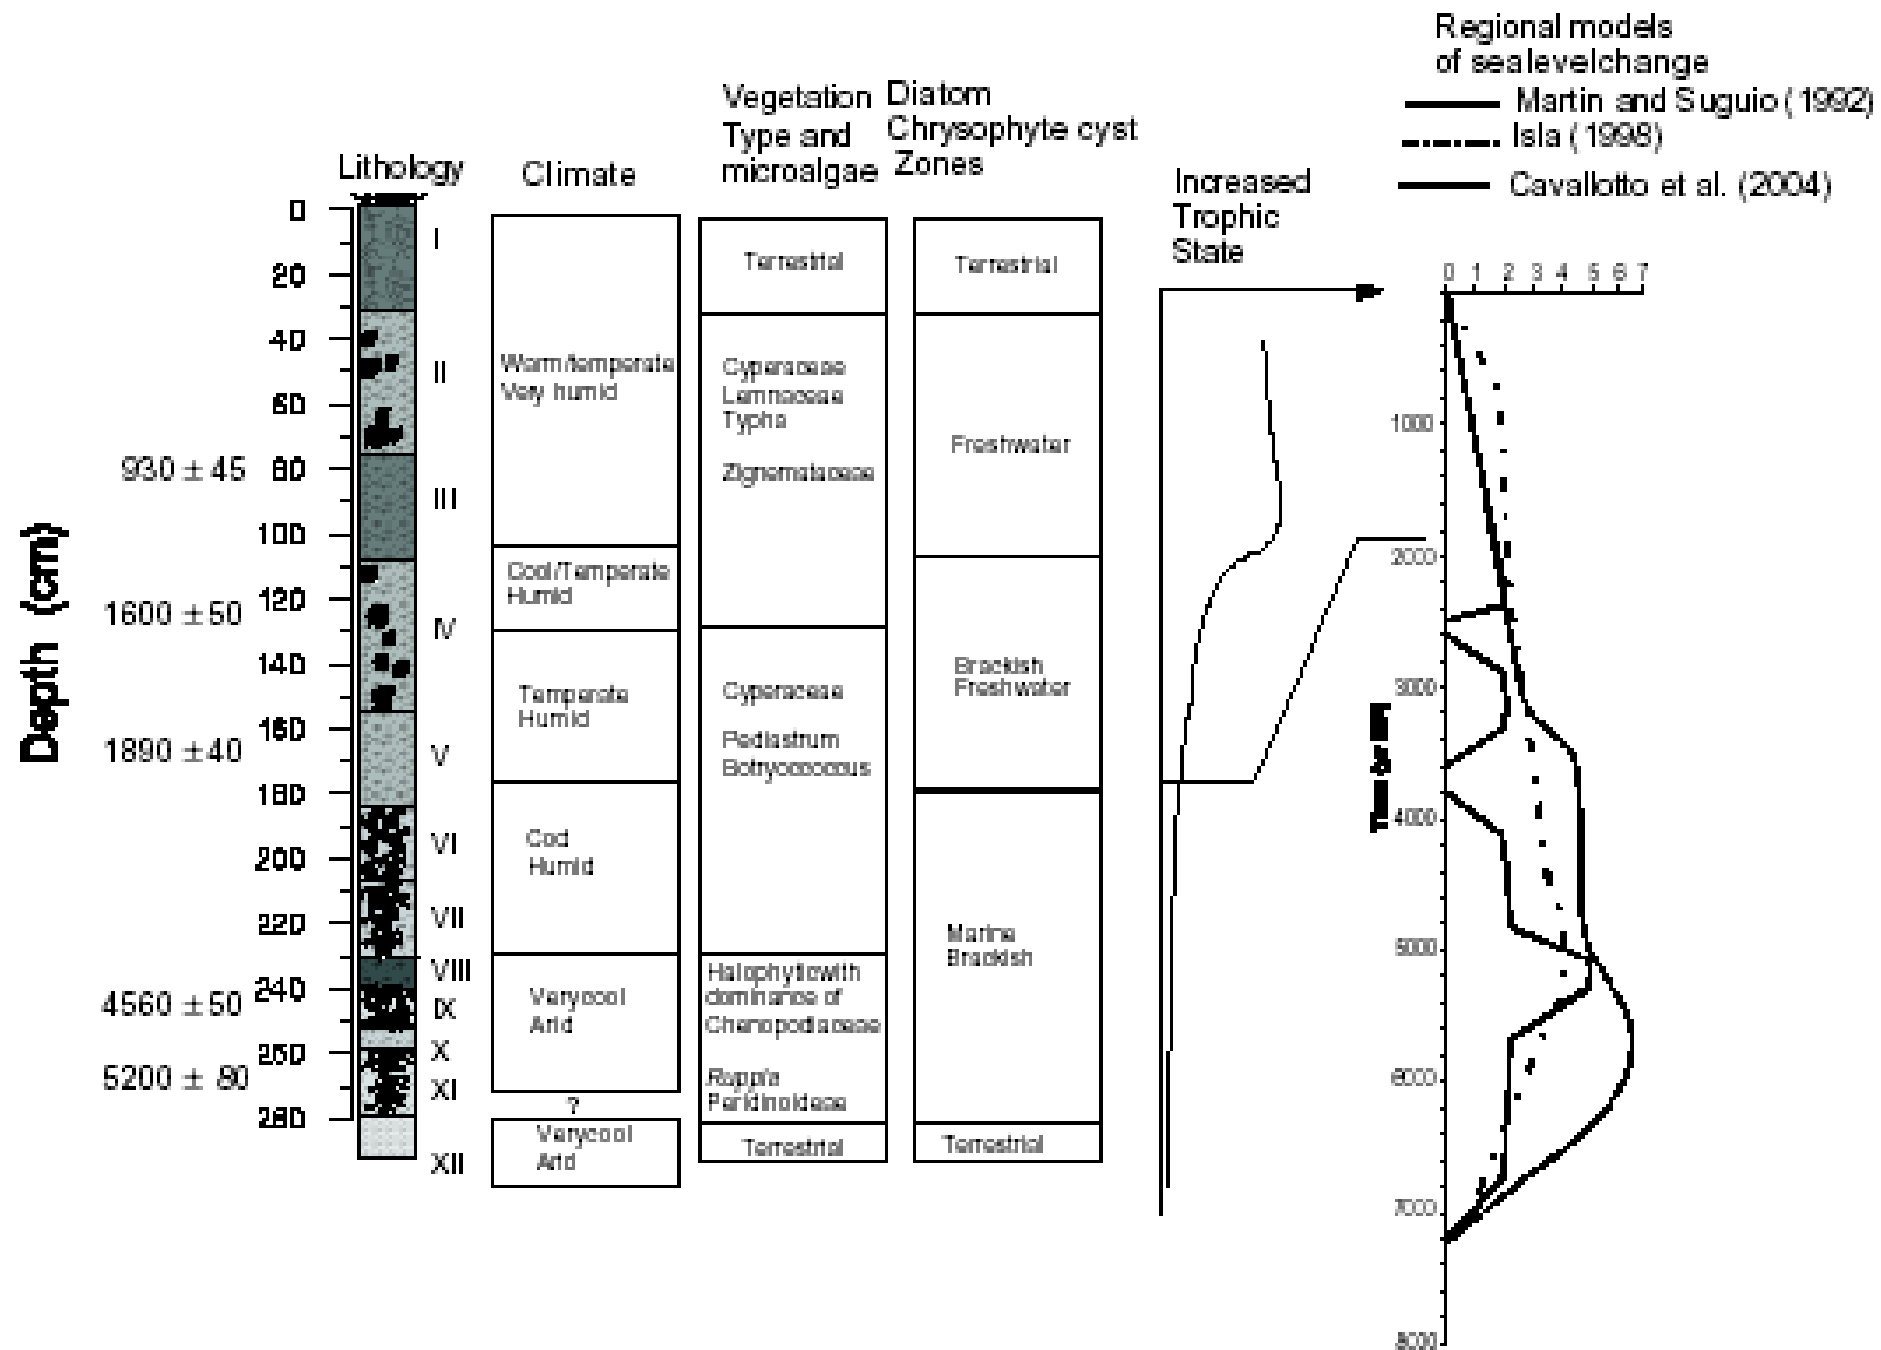 Regional models
of sealevelchange
Martin and Suguio (1992)
Isla (1998)
Cavallotto et al. (2004)
Vegetation
Type and
microalgae
Diatom
Chrysophyte cyst
Zones
Lithology
Climate
Increased
Trophic
State
Depth (cm)
0
20
40
60
80
100
120
140
160
180
200
220
240
260
280
930 ± 45
1600 ± 50
1890 ± 40
4560 ± 50
5200 ± 80
I
II
III
IV
V
VI
VII
VIII
IX
X
XI
XII
Warm/temperate
Very humid
Cool/Temperate
Humid
Temperate
Humid
Cool
Humid
Verycool
Arid
?
Verycool
Arid
Terrestrial
Cyperaceae
Lemnaceae
Typha
Zignemataceae
Cyperaceae
Pediastrum
Botryococcus
Halophyticwith
dominance of
Chenopodiaceae
Ruppia
Peridinoideae
Terrestrial
Terrestrial
Freshwater
Brackish
Freshwater
Marine
Brackish
Terrestrial
0 1 2 3 4 5 6 7
1000
2000
3000
4000
5000
6000
7000
8000